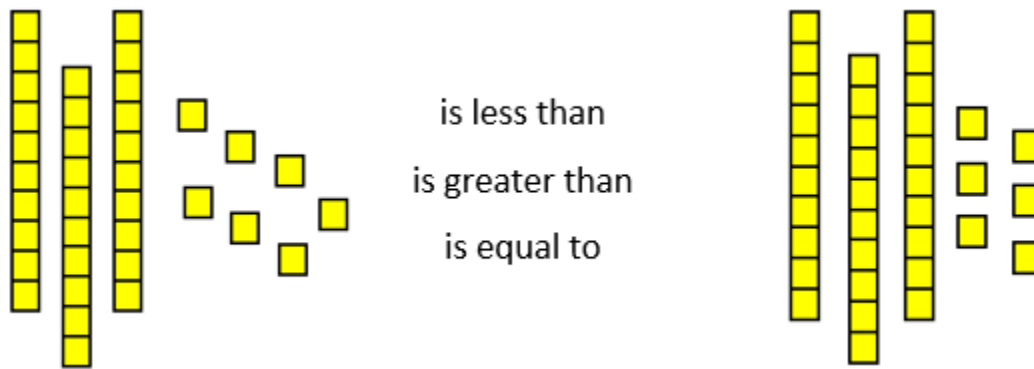 is less than
is greater than
is equal to